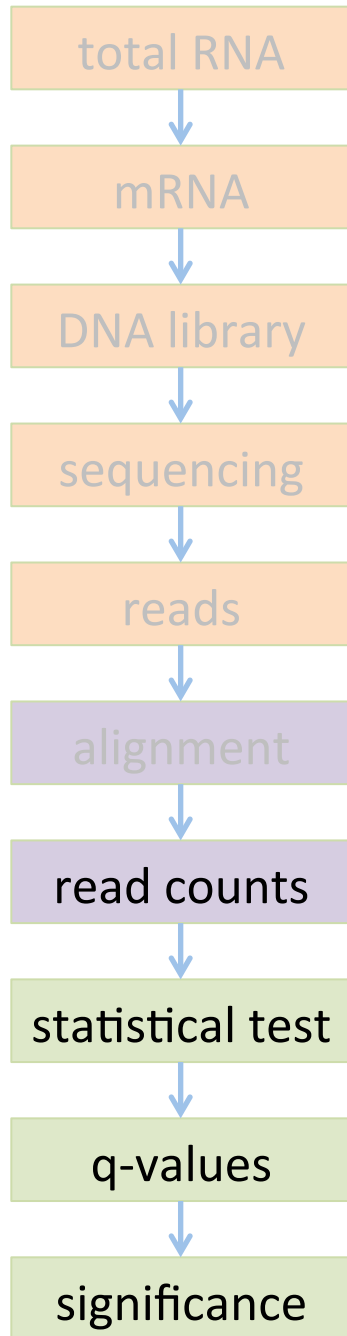 total RNA
mRNA
DNA library
sequencing
reads
alignment
read counts
statistical test
q-values
significance